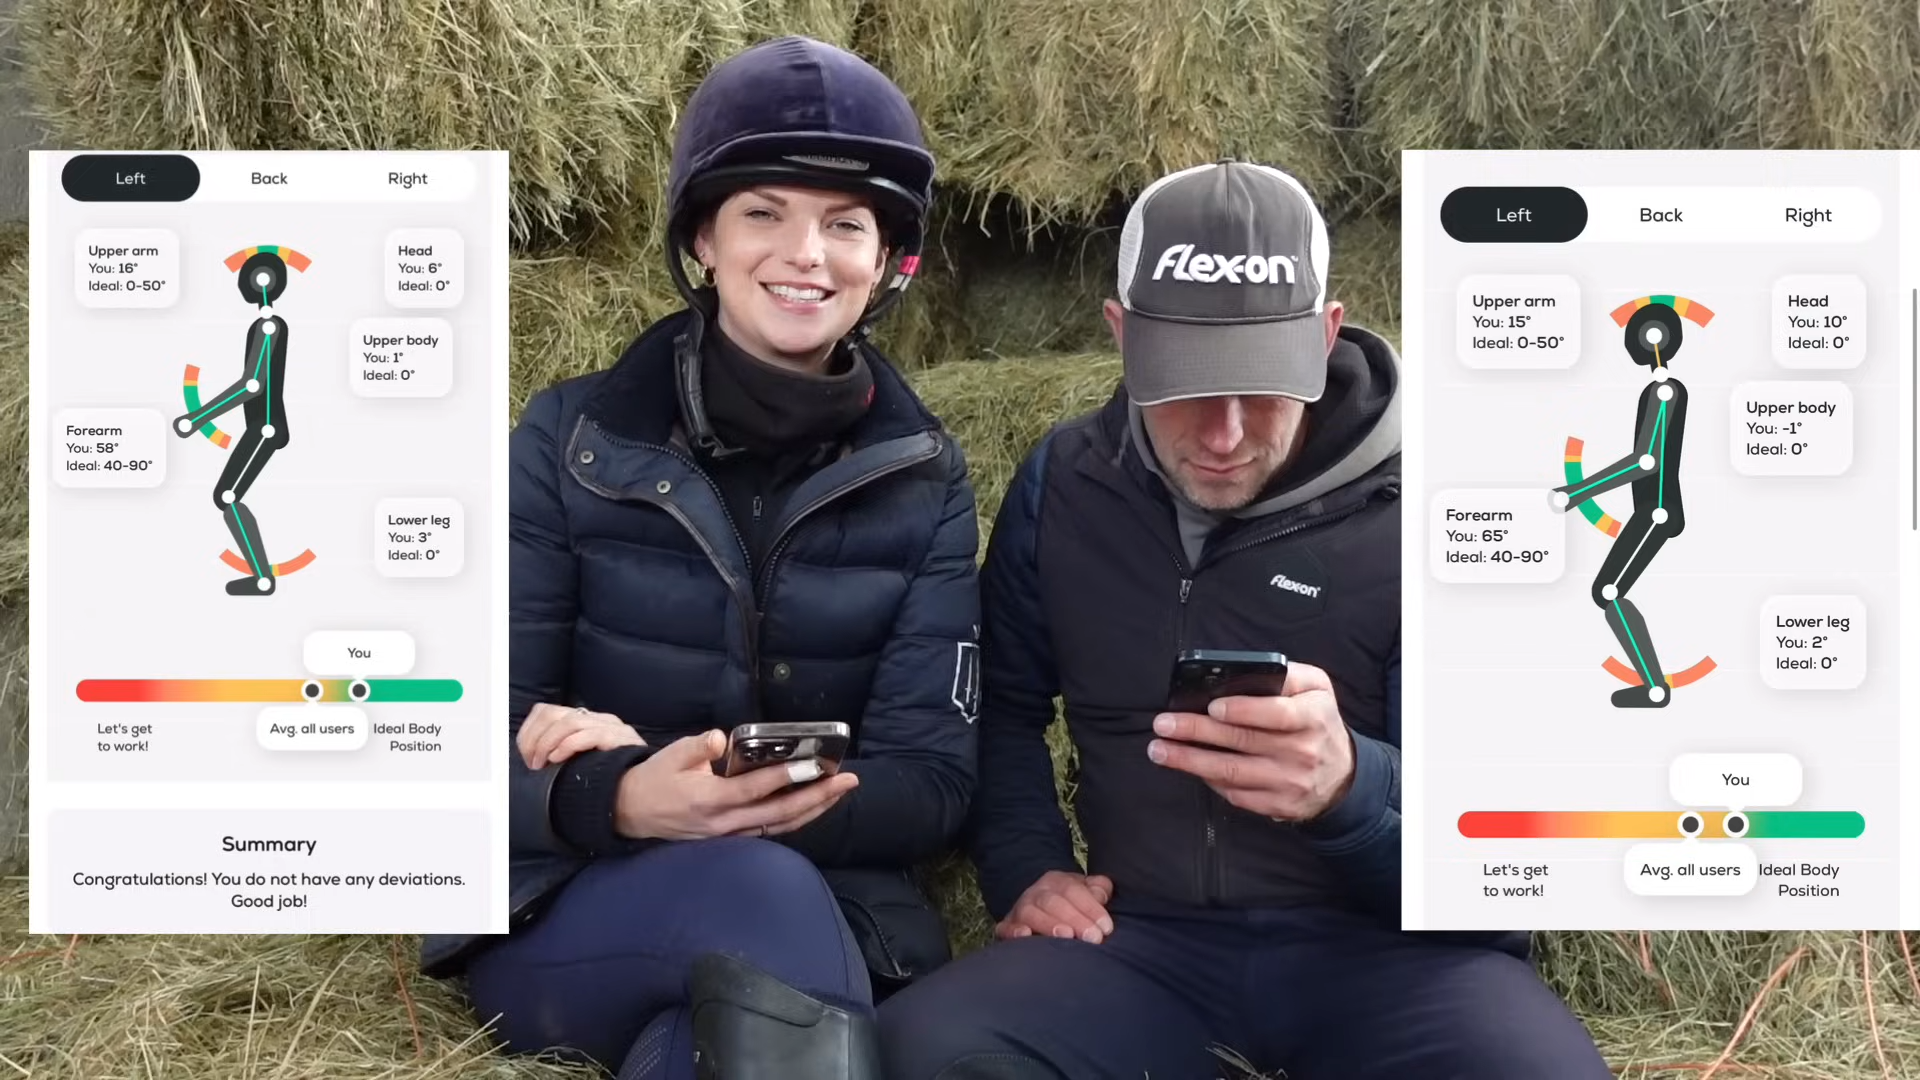 Left
Back
Right
Upper arm
You: 16°
Ideal: 0-50°
Head
You: 6°
Ideal: 0°
Upper body
You: 1°
Ideal: 0°
Forearm
You: 58°
Ideal: 40-90°
Lower leg
You: 3°
Ideal: 0°
You
Let's get
to work!
Avg. all users
Ideal Body
Position
Summary
Congratulations! You do not have any deviations.
Good job!
flex-on
flex-on
Left
Back
Right
Upper arm
You: 15°
Ideal: 0-50°
Head
You: 10°
Ideal: 0°
Upper body
You: -1°
Ideal: 0°
Forearm
You: 65°
Ideal: 40-90°
Lower leg
You: 2°
Ideal: 0°
You
Let's get
to work!
Avg. all users
Ideal Body
Position